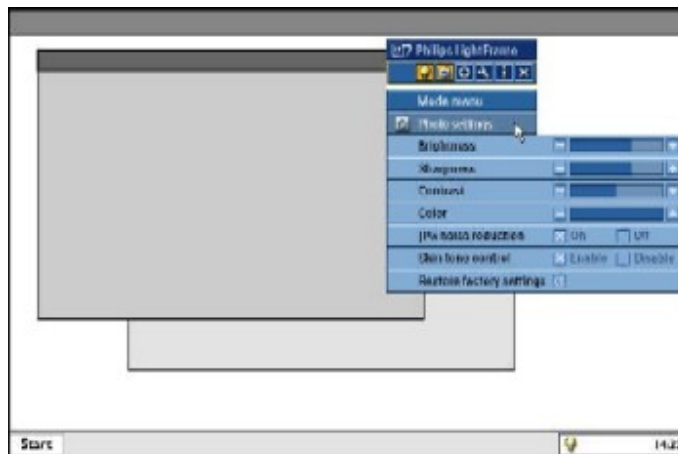 Philips LightFrame
Mode menu
Photo settings
Brightness
Sharpness
Contrast
Color
JPG noise reduction On Off
Skin tone control Enable Disable
Restore factory settings
Start